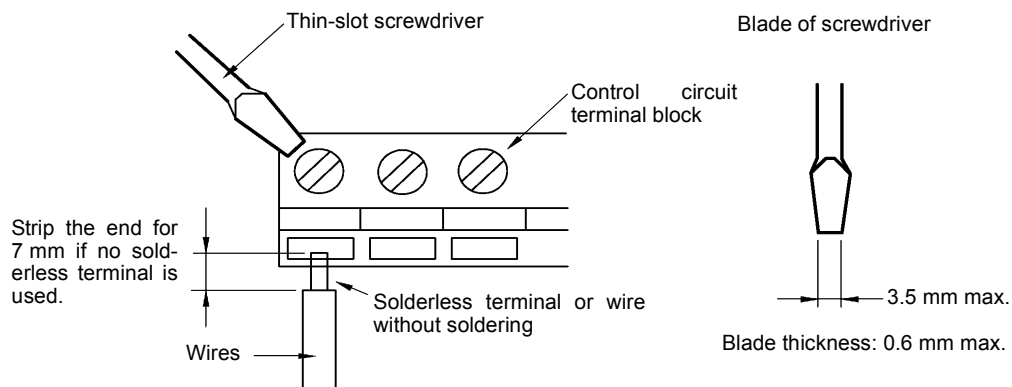 Thin-slot screwdriver
Blade of screwdriver
Control circuit
terminal block
Strip the end for
7 mm if no sold-
erless terminal is
used.
Solderless terminal or wire
without soldering
Wires
3.5 mm max.
Blade thickness: 0.6 mm max.